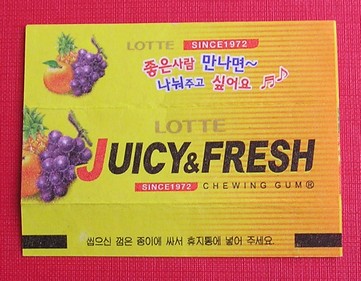 LOTTE SINCE1972
좋은사람 만나면~
나눠주고 싶어요
LOTTE
JUICY&FRESH
SINCE1972 CHEWING GUM®
씹으신 껌은 종이에 싸서 휴지통에 넣어 주세요.